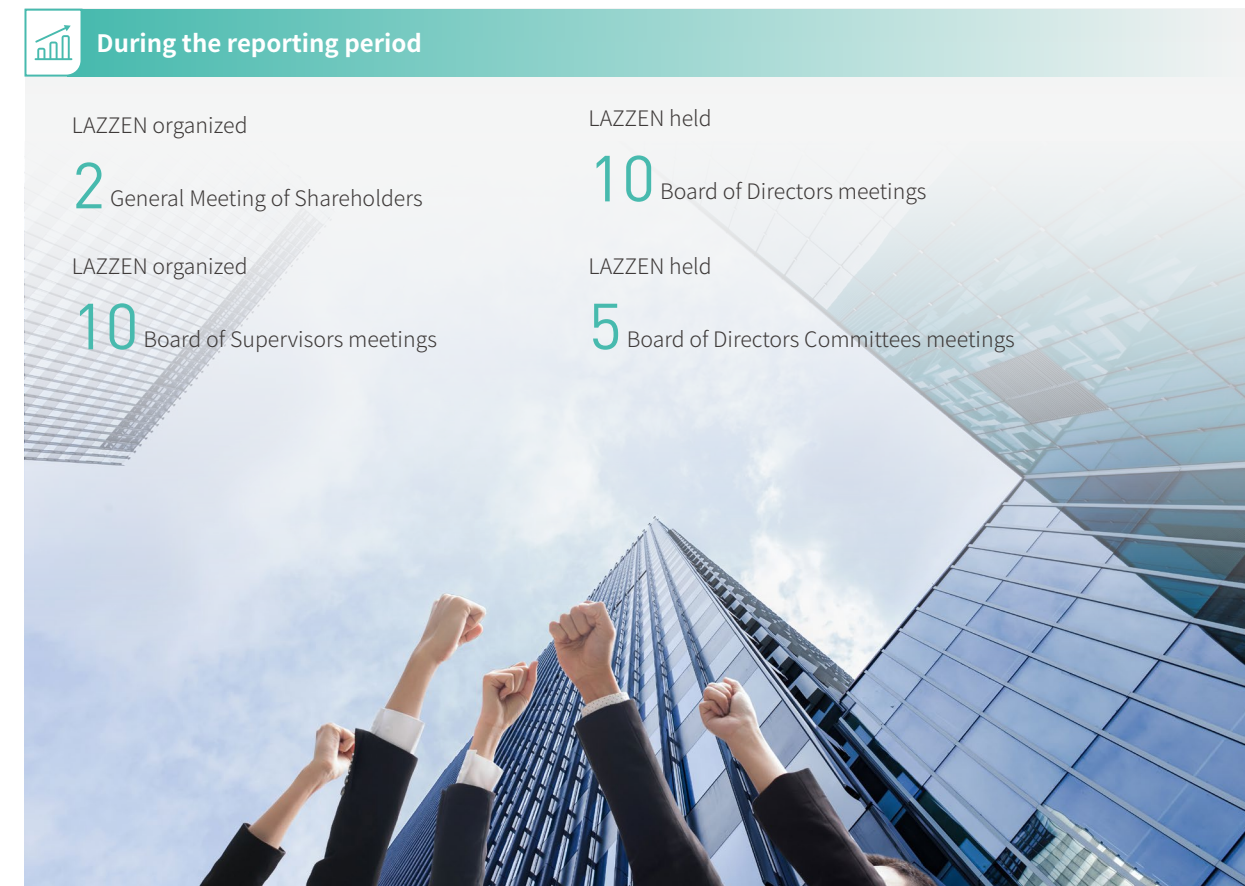 During the reporting period
LAZZEN organized
2 General Meeting of Shareholders
LAZZEN held
10 Board of Directors meetings
LAZZEN organized
10 Board of Supervisors meetings
LAZZEN held
5 Board of Directors Committees meetings